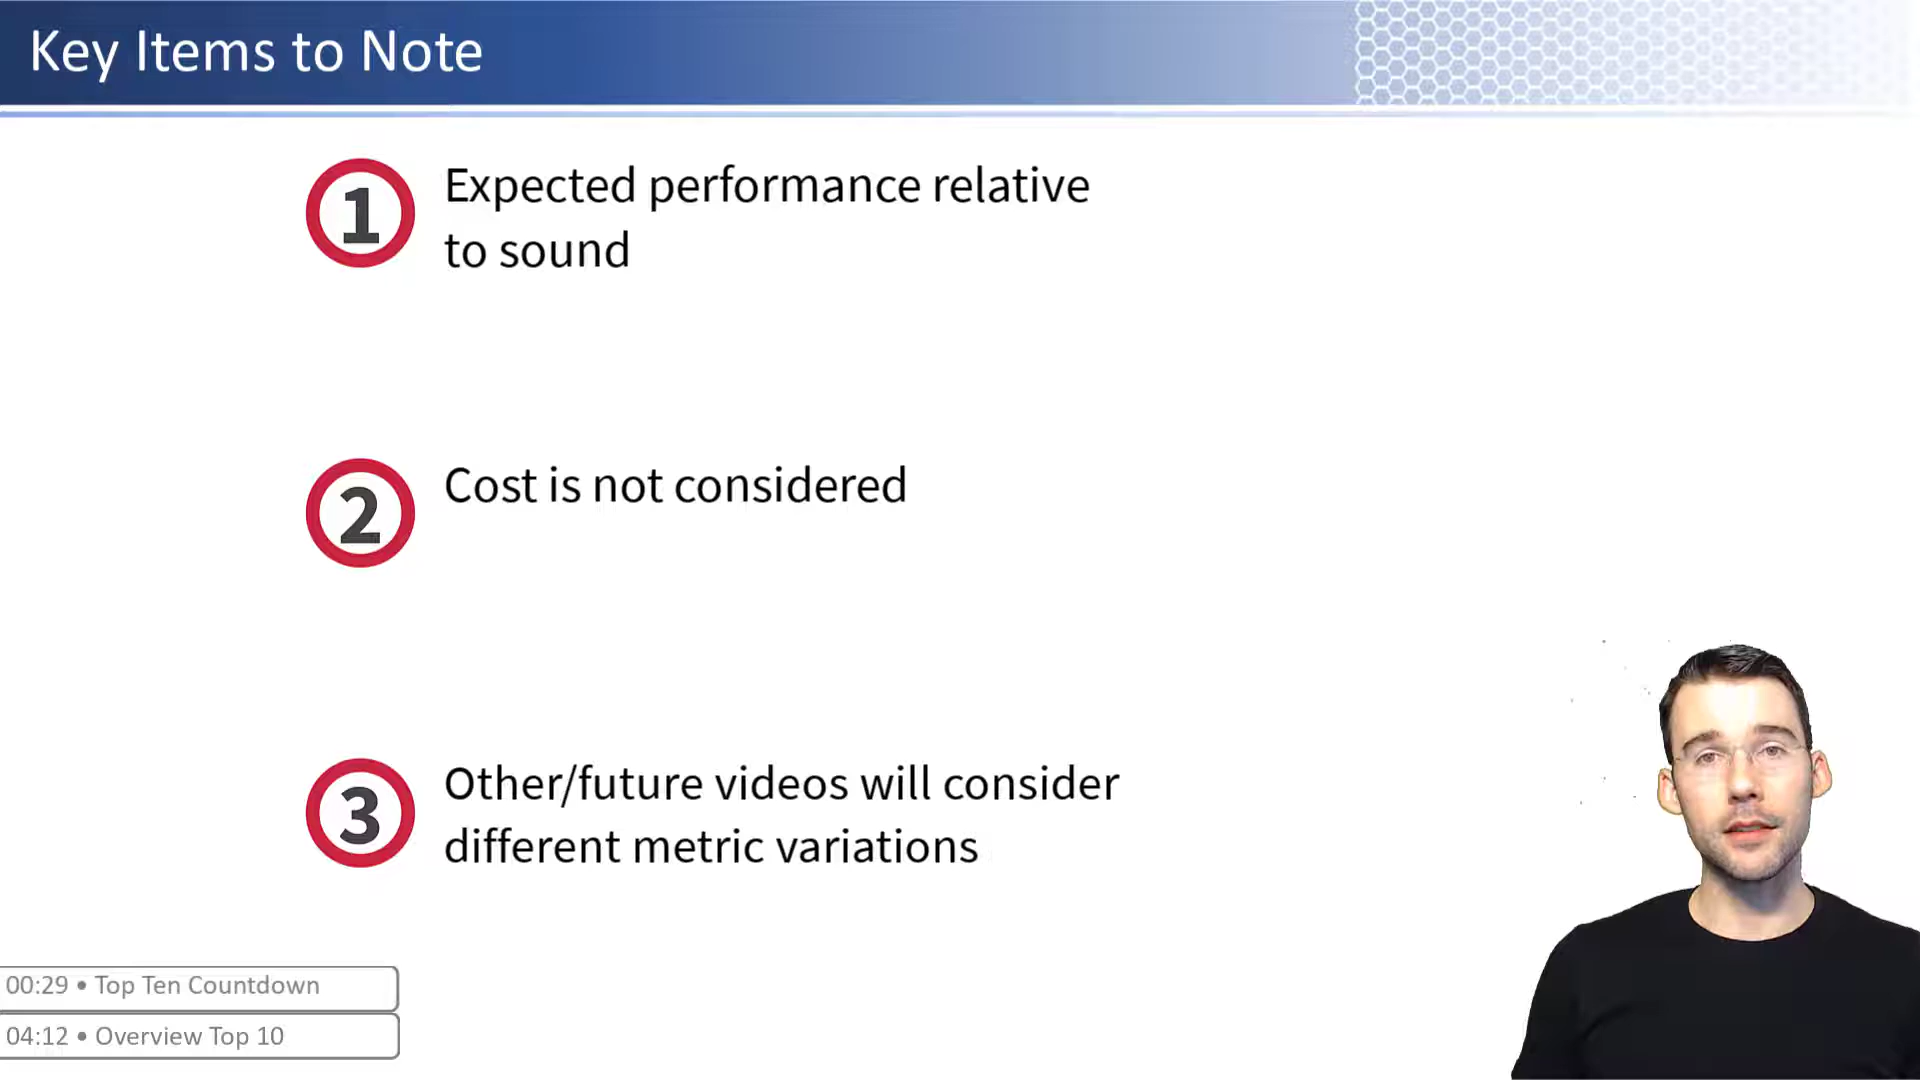 Key Items to Note
1
Expected performance relative
to sound
2
Cost is not considered
3
Other/future videos will consider
different metric variations
00:29 • Top Ten Countdown
04:12 • Overview Top 10